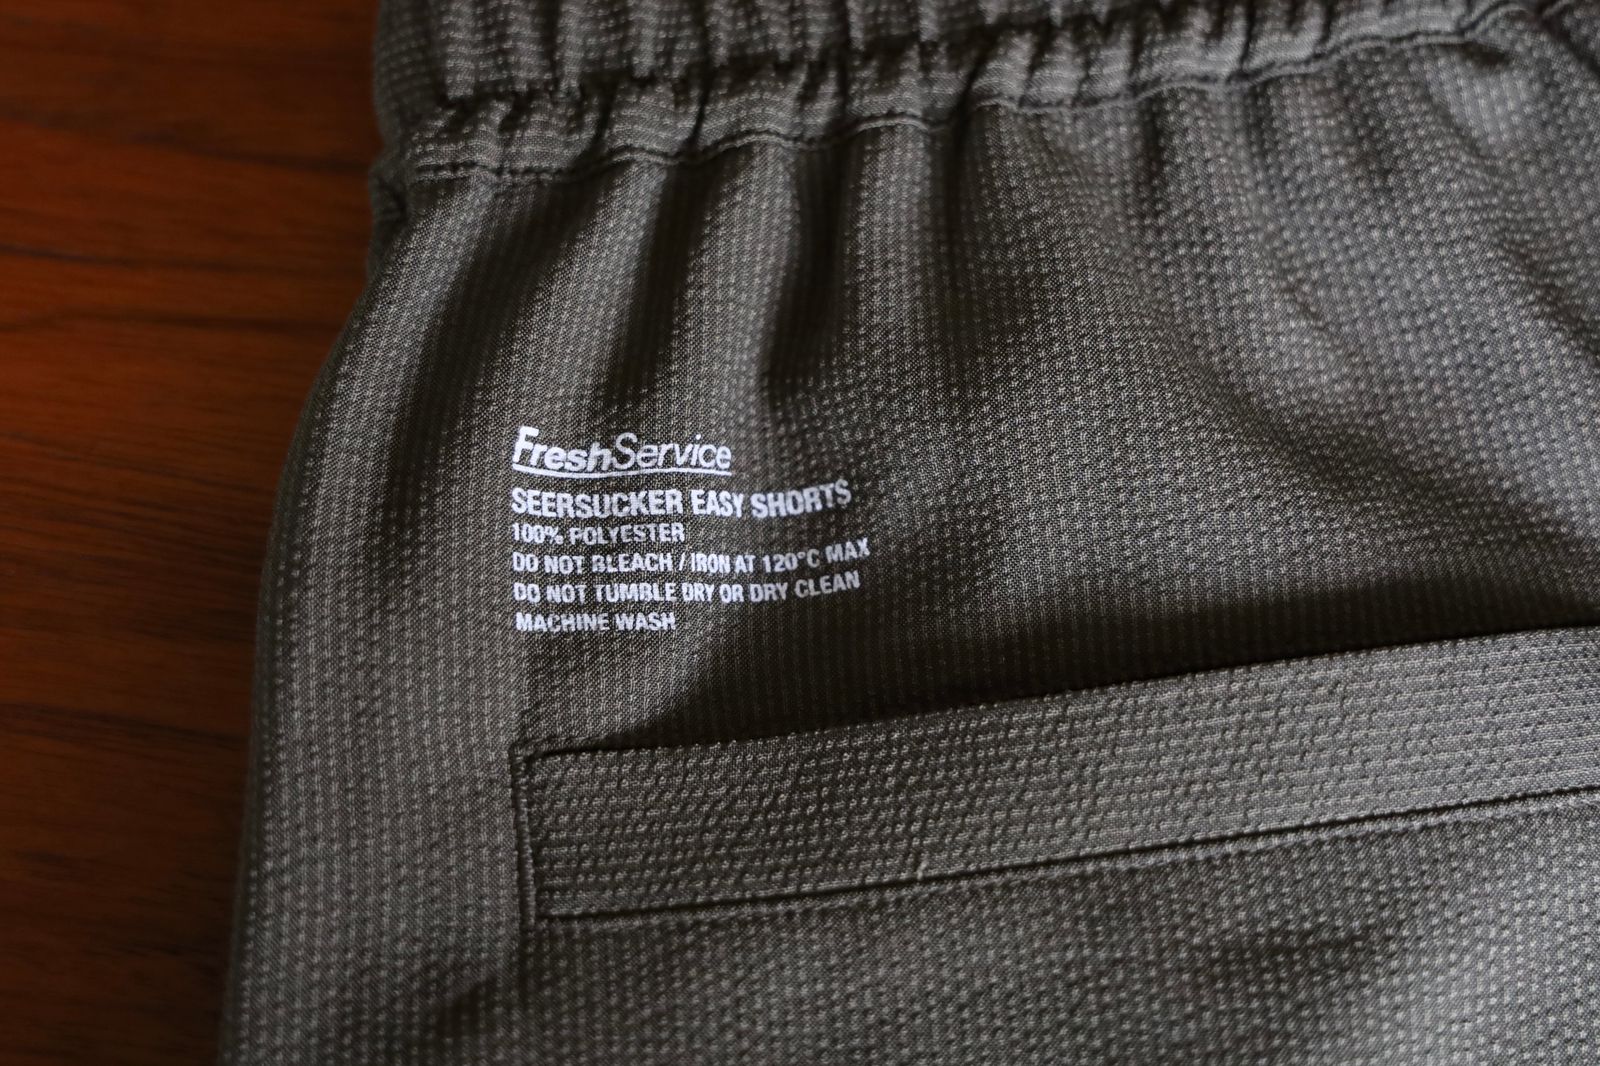 FreshService
SEERSUCKER EASY SHORTS
100% POLYESTER
DO NOT BLEACH / IRON AT 120°C MAX
DO NOT TUMBLE DRY OR DRY CLEAN
MACHINE WASH